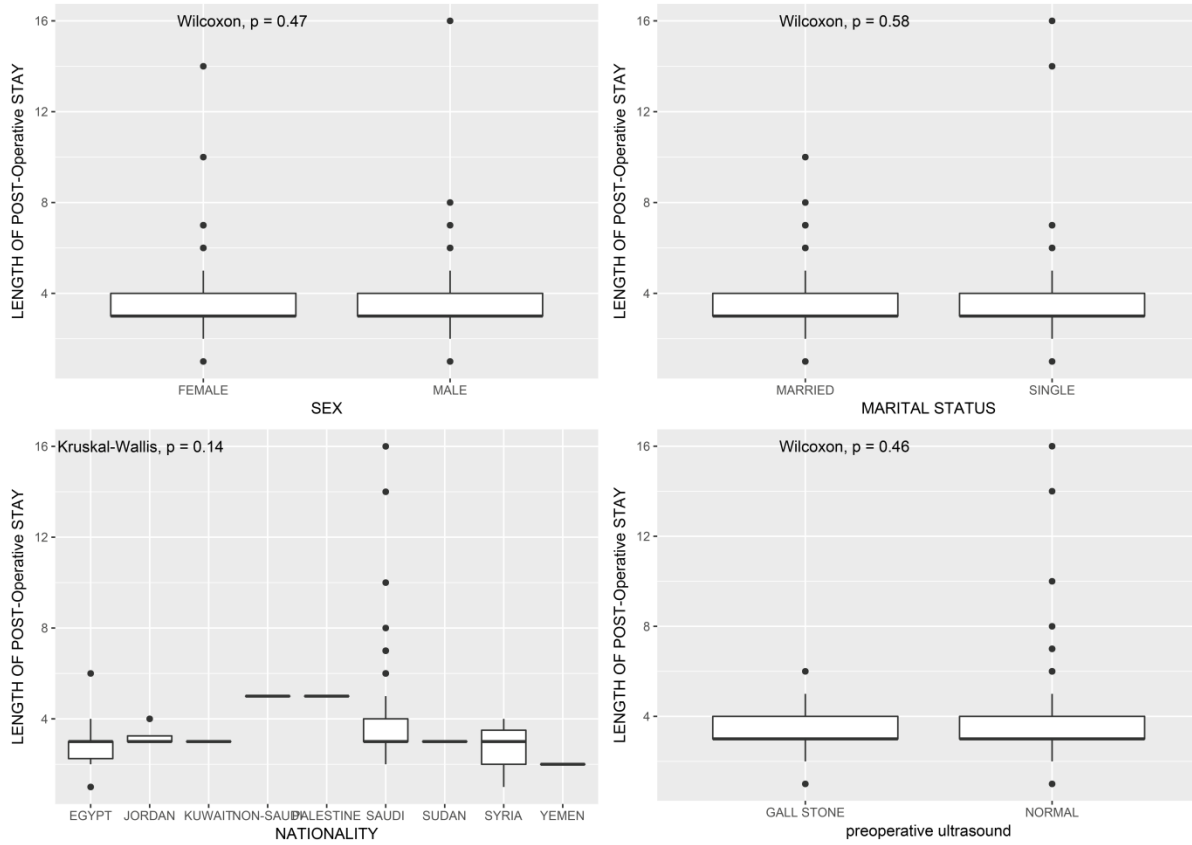 Wilcoxon, p = 0.47
16
12
8
4
LENGTH OF POST-Operative STAY
FEMALE MALE
SEX
Wilcoxon, p = 0.58
16
12
8
4
LENGTH OF POST-Operative STAY
MARRIED SINGLE
MARITAL STATUS
Kruskal-Wallis, p = 0.14
16
12
8
4
LENGTH OF POST-Operative STAY
EGYPT JORDAN KUWAIT NON-SAUDI PALESTINE SAUDI SUDAN SYRIA YEMEN
NATIONALITY
Wilcoxon, p = 0.46
16
12
8
4
LENGTH OF POST-Operative STAY
GALL STONE NORMAL
preoperative ultrasound